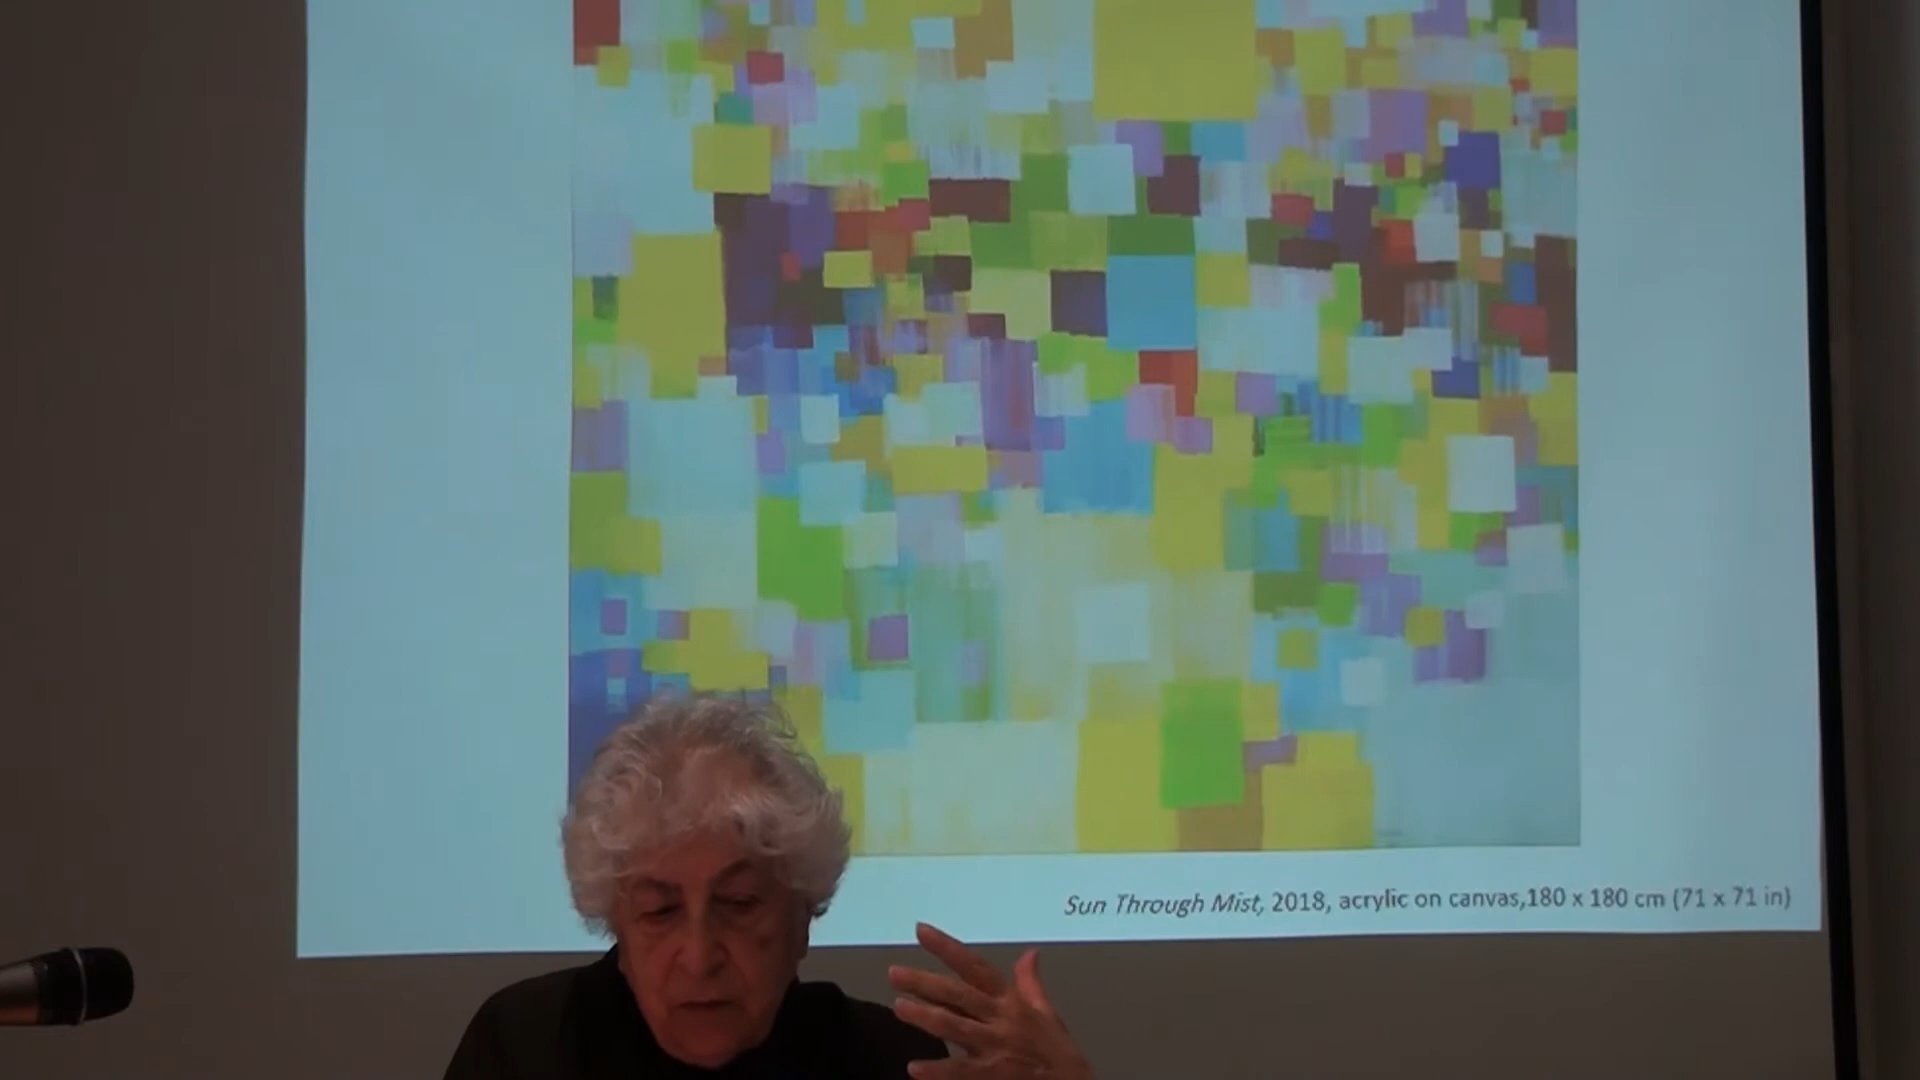 Sun Through Mist, 2018, acrylic on canvas,180 x 180 cm (71 x 71 in)